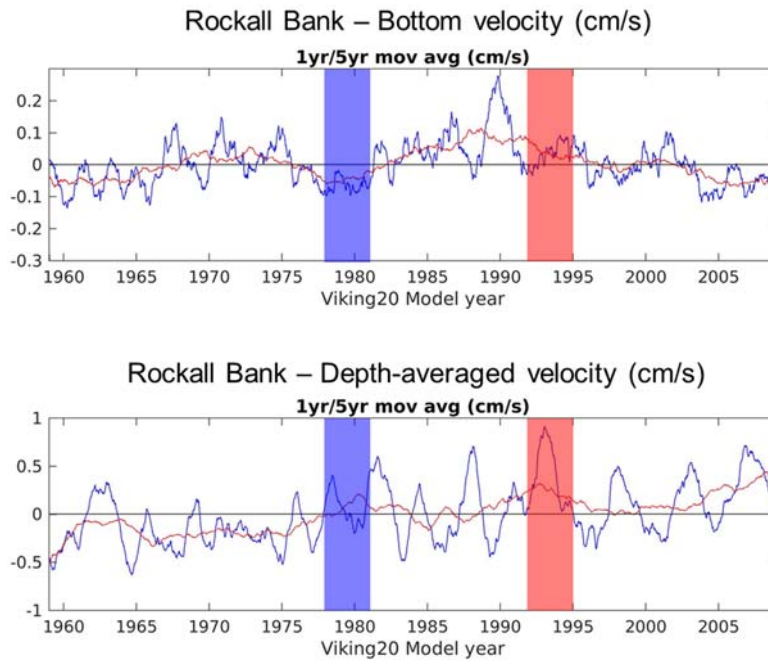 Rockall Bank – Bottom velocity (cm/s)
1yr/5yr mov avg (cm/s)
0.2
0.1
0
-0.1
-0.2
-0.3
1960 1965 1970 1975 1980 1985 1990 1995 2000 2005
Viking20 Model year
Rockall Bank – Depth-averaged velocity (cm/s)
1yr/5yr mov avg (cm/s)
1
0.5
0
-0.5
-1
1960 1965 1970 1975 1980 1985 1990 1995 2000 2005
Viking20 Model year